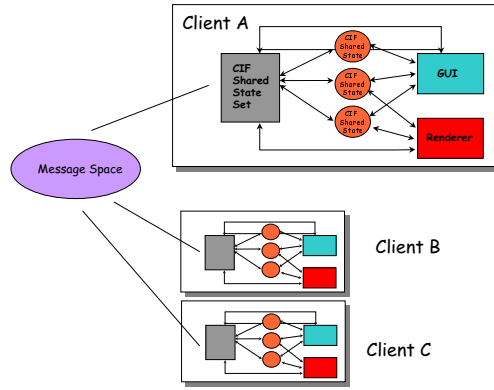 Client A
CIF
Shared
State
CIF
Shared
State
Set
CIF
Shared
State
CIF
Shared
State
GUI
Renderer
Message Space
Client B
Client C